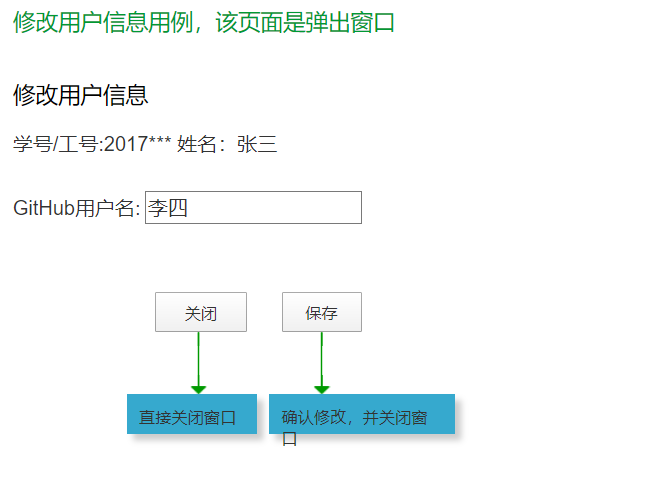 修改用户信息用例，该页面是弹出窗口
修改用户信息
学号/工号:2017*** 姓名：张三
GitHub用户名: 李四
关闭 保存
直接关闭窗口
确认修改，并关闭窗
口